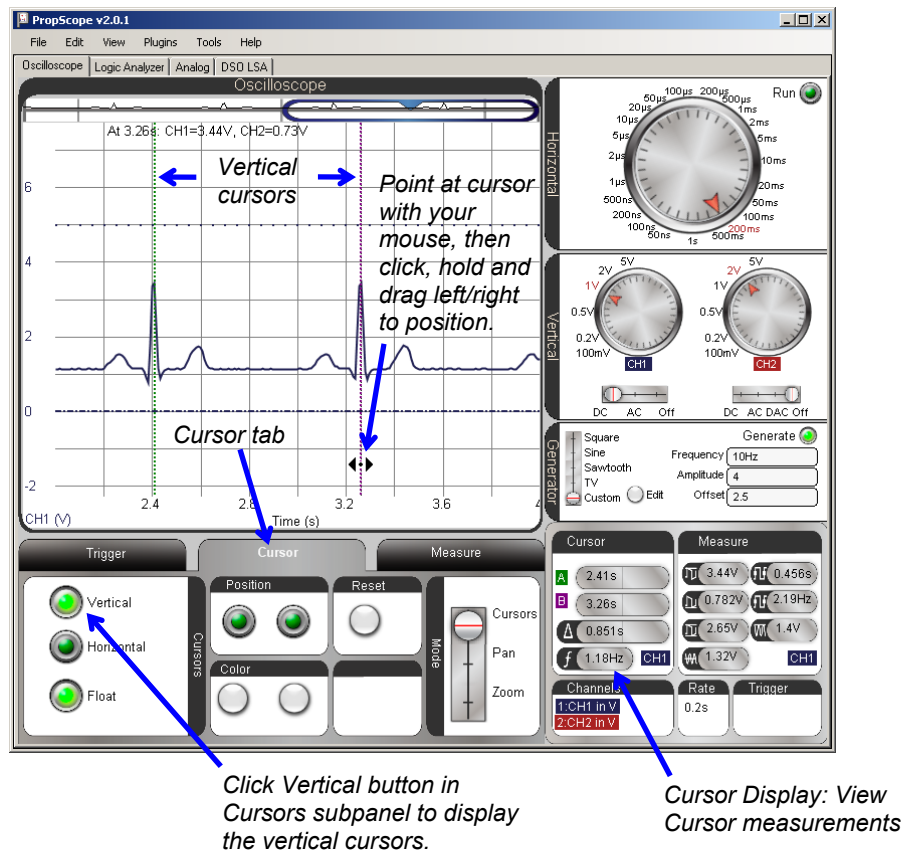 PropScope v2.0.1
File Edit View Plugins Tools Help
Oscilloscope Logic Analyzer Analog DSO LSA
Oscilloscope
At 3.26s: CH1=3.44V, CH2=0.73V
Vertical
cursors
Point at cursor
with your
mouse, then
click, hold and
drag left/right
to position.
6
4
2
0
-2
Cursor tab
2.4 2.8 3.2 3.6 4
CH1 (V)
Time (s)
Horizontal
Run
50ns
100ns
200ns
500ns
1µs
2µs
5µs
10µs
20µs
50µs
100µs
200µs
500µs
1ms
2ms
5ms
10ms
20ms
50ms
100ms
200ms
500ms
1s
Vertical
5V
2V
1V
0.5V
0.2V
100mV
CH1
DC AC Off
5V
2V
1V
0.5V
0.2V
100mV
CH2
DC AC DAC Off
Generator
Square
Sine
Sawtooth
TV
Custom
Edit
Generate
Frequency 10Hz
Amplitude 4
Offset 2.5
Trigger Cursor Measure
Vertical
Horizontal
Float
Cursors
Position
Reset
Color
Mode
Cursors
Pan
Zoom
Cursor
A 2.41s
B 3.26s
Δ 0.851s
f 1.18Hz CH1
Measure
3.44V 0.456s
0.782V 2.19Hz
2.65V 1.4V
1.32V CH1
Channels
1:CH1 in V
2:CH2 in V
Rate
0.2s
Trigger
Click Vertical button in
Cursors subpanel to display
the vertical cursors.
Cursor Display: View
Cursor measurements